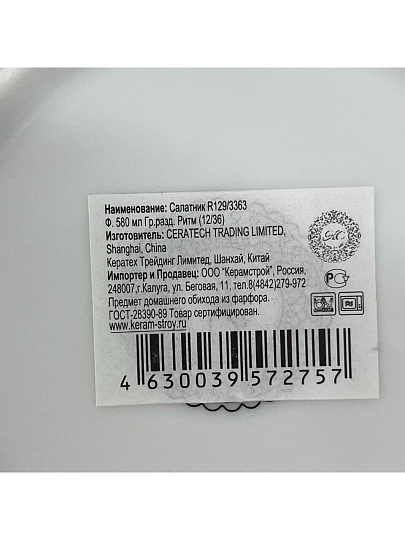 Наименование: Салатник R129/3363
Ф. 580 мл Гр.разд. Ритм (12/36)
Изготовитель: CERATECH TRADING LIMITED,
Shanghai, China
Кератех Трейдинг Лимитед, Шанхай, Китай
Импортер и Продавец: ООО "Керамстрой", Россия,
248007,г.Калуга, ул. Беговая, 11, тел.8(4842)279-972
Предмет домашнего обихода из фарфора.
ГОСТ-28390-89 Товар сертифицирован.
www.keram-stroy.ru
4 630039 572757